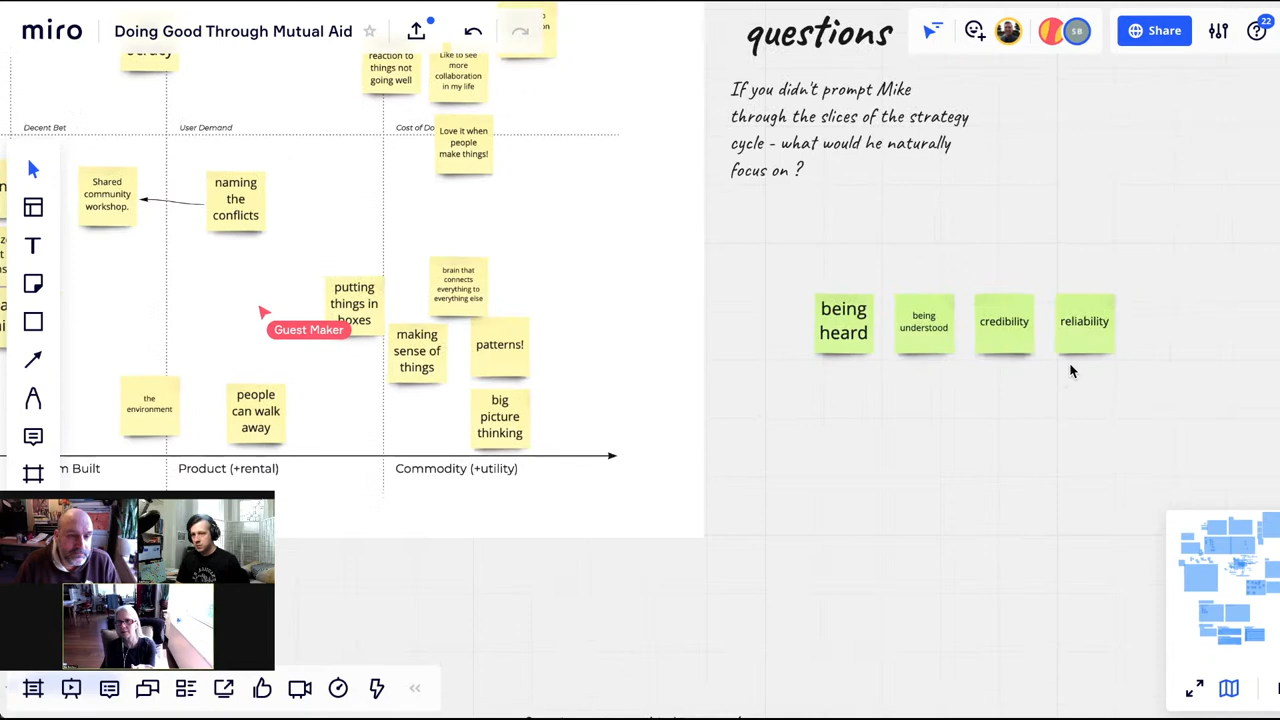 miro
Doing Good Through Mutual Aid
Share
22
SB
questions
If you didn't prompt Mike
through the slices of the strategy
cycle - what would he naturally
focus on ?
reaction to
things not
going well
Like to see
more
collaboration
in my life
Decent Bet
User Demand
Cost of Do
Love it when
people
make things!
Shared
community
workshop.
naming
the
conflicts
putting
things in
boxes
brain that
connects
everything to
everything else
Guest Maker
making
sense of
things
patterns!
the
environment
people
can walk
away
big
picture
thinking
being
heard
being
understood
credibility
reliability
m Built
Product (+rental)
Commodity (+utility)